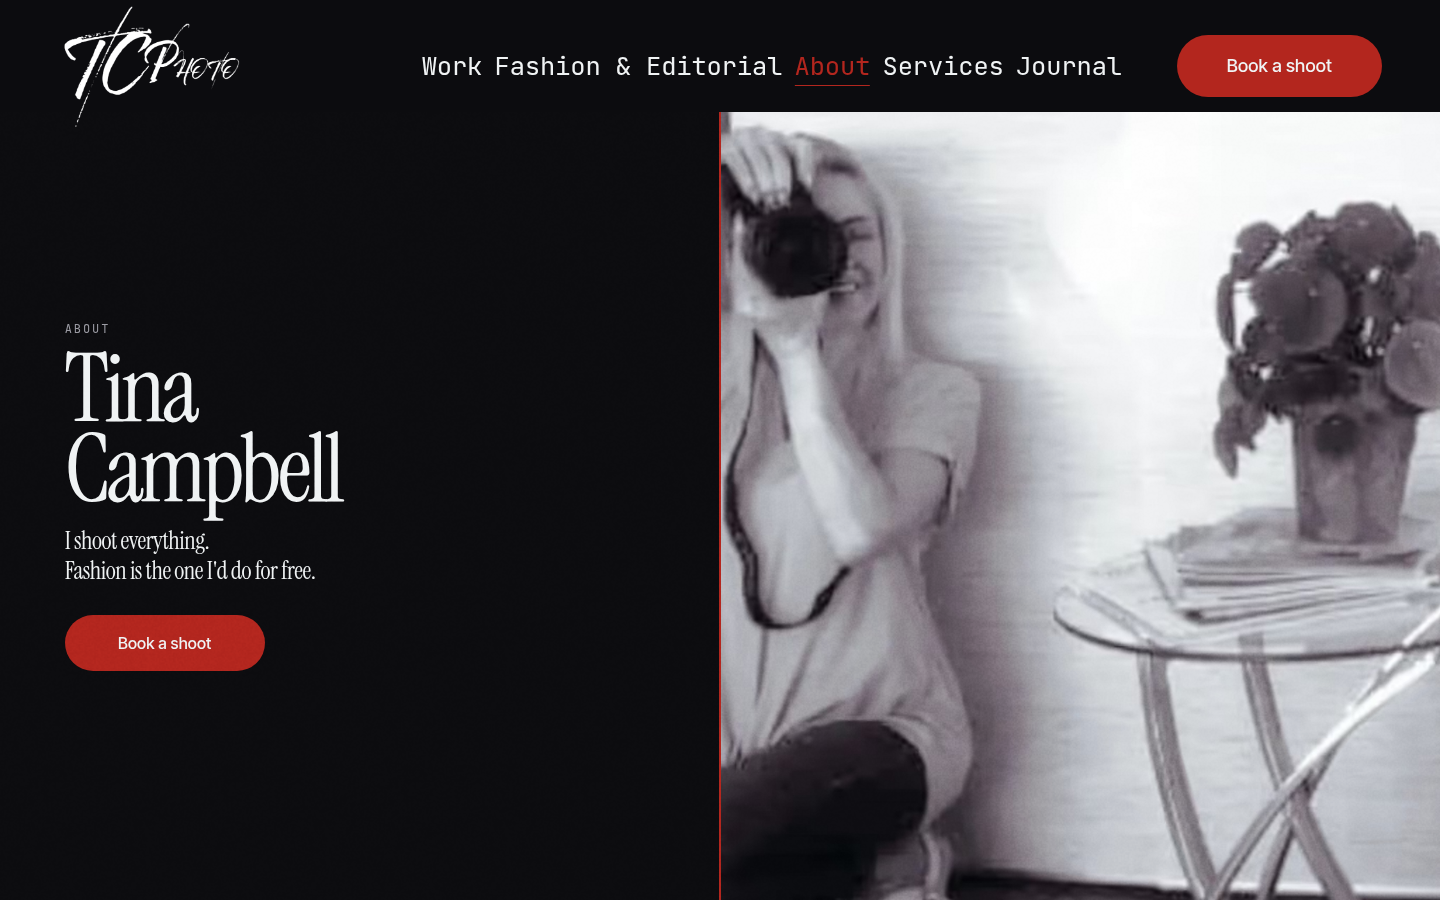 TCPHOTO
Work Fashion & Editorial About Services Journal
Book a shoot
ABOUT
Tina
Campbell
I shoot everything.
Fashion is the one I'd do for free.
Book a shoot